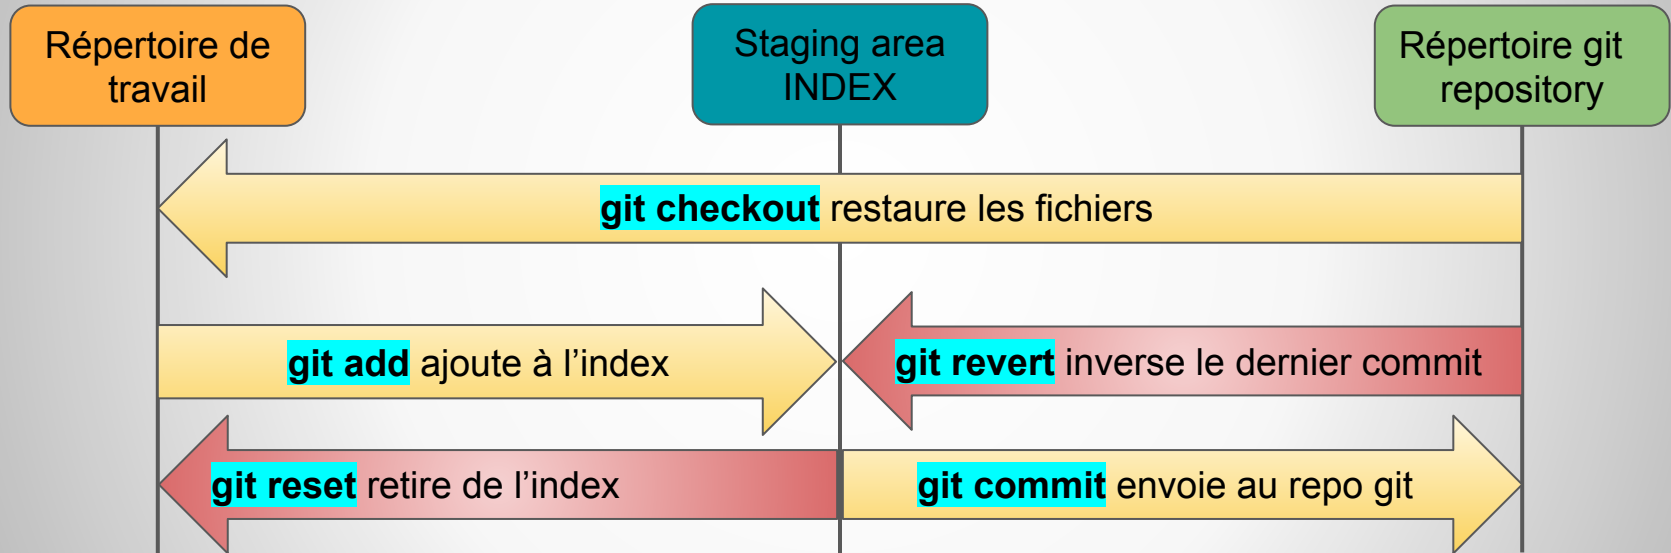 Répertoire de
travail
Staging area
INDEX
Répertoire git
repository
git checkout restaure les fichiers
git add ajoute à l’index
git revert inverse le dernier commit
git reset retire de l’index
git commit envoie au repo git